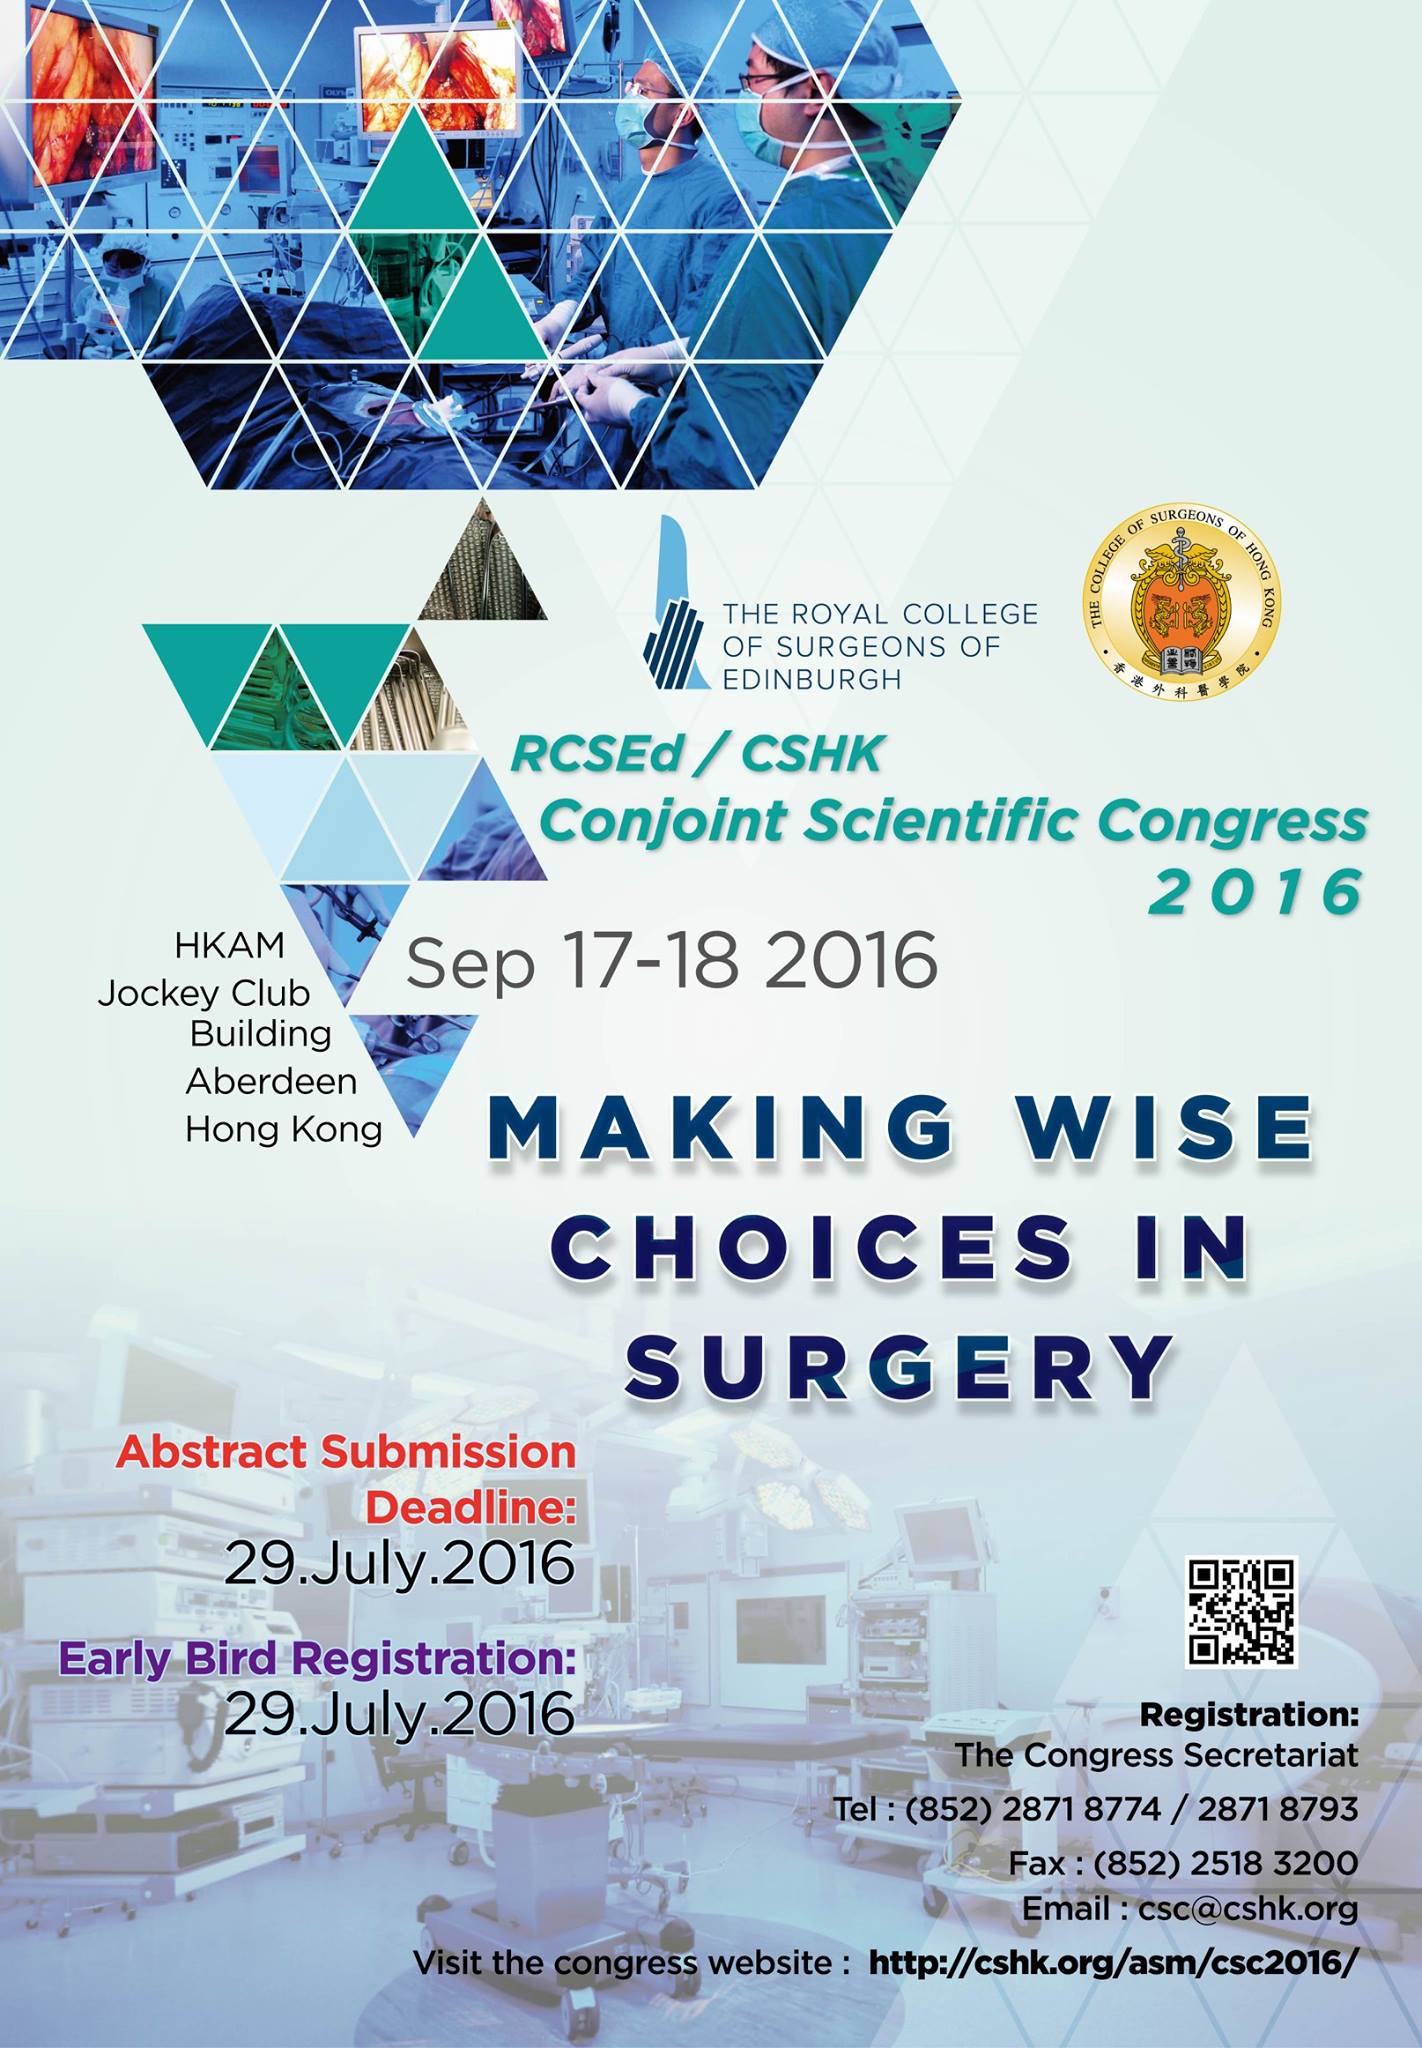 THE ROYAL COLLEGE
OF SURGEONS OF
EDINBURGH
THE COLLEGE OF SURGEONS OF HONG KONG
香港外科醫學院
RCSEd / CSHK
Conjoint Scientific Congress
2016
HKAM
Jockey Club
Building
Aberdeen
Hong Kong
Sep 17-18 2016
MAKING WISE
CHOICES IN
SURGERY
Abstract Submission
Deadline:
29.July.2016
Early Bird Registration:
29.July.2016
Registration:
The Congress Secretariat
Tel : (852) 2871 8774 / 2871 8793
Fax : (852) 2518 3200
Email : csc@cshk.org
Visit the congress website : http://cshk.org/asm/csc2016/